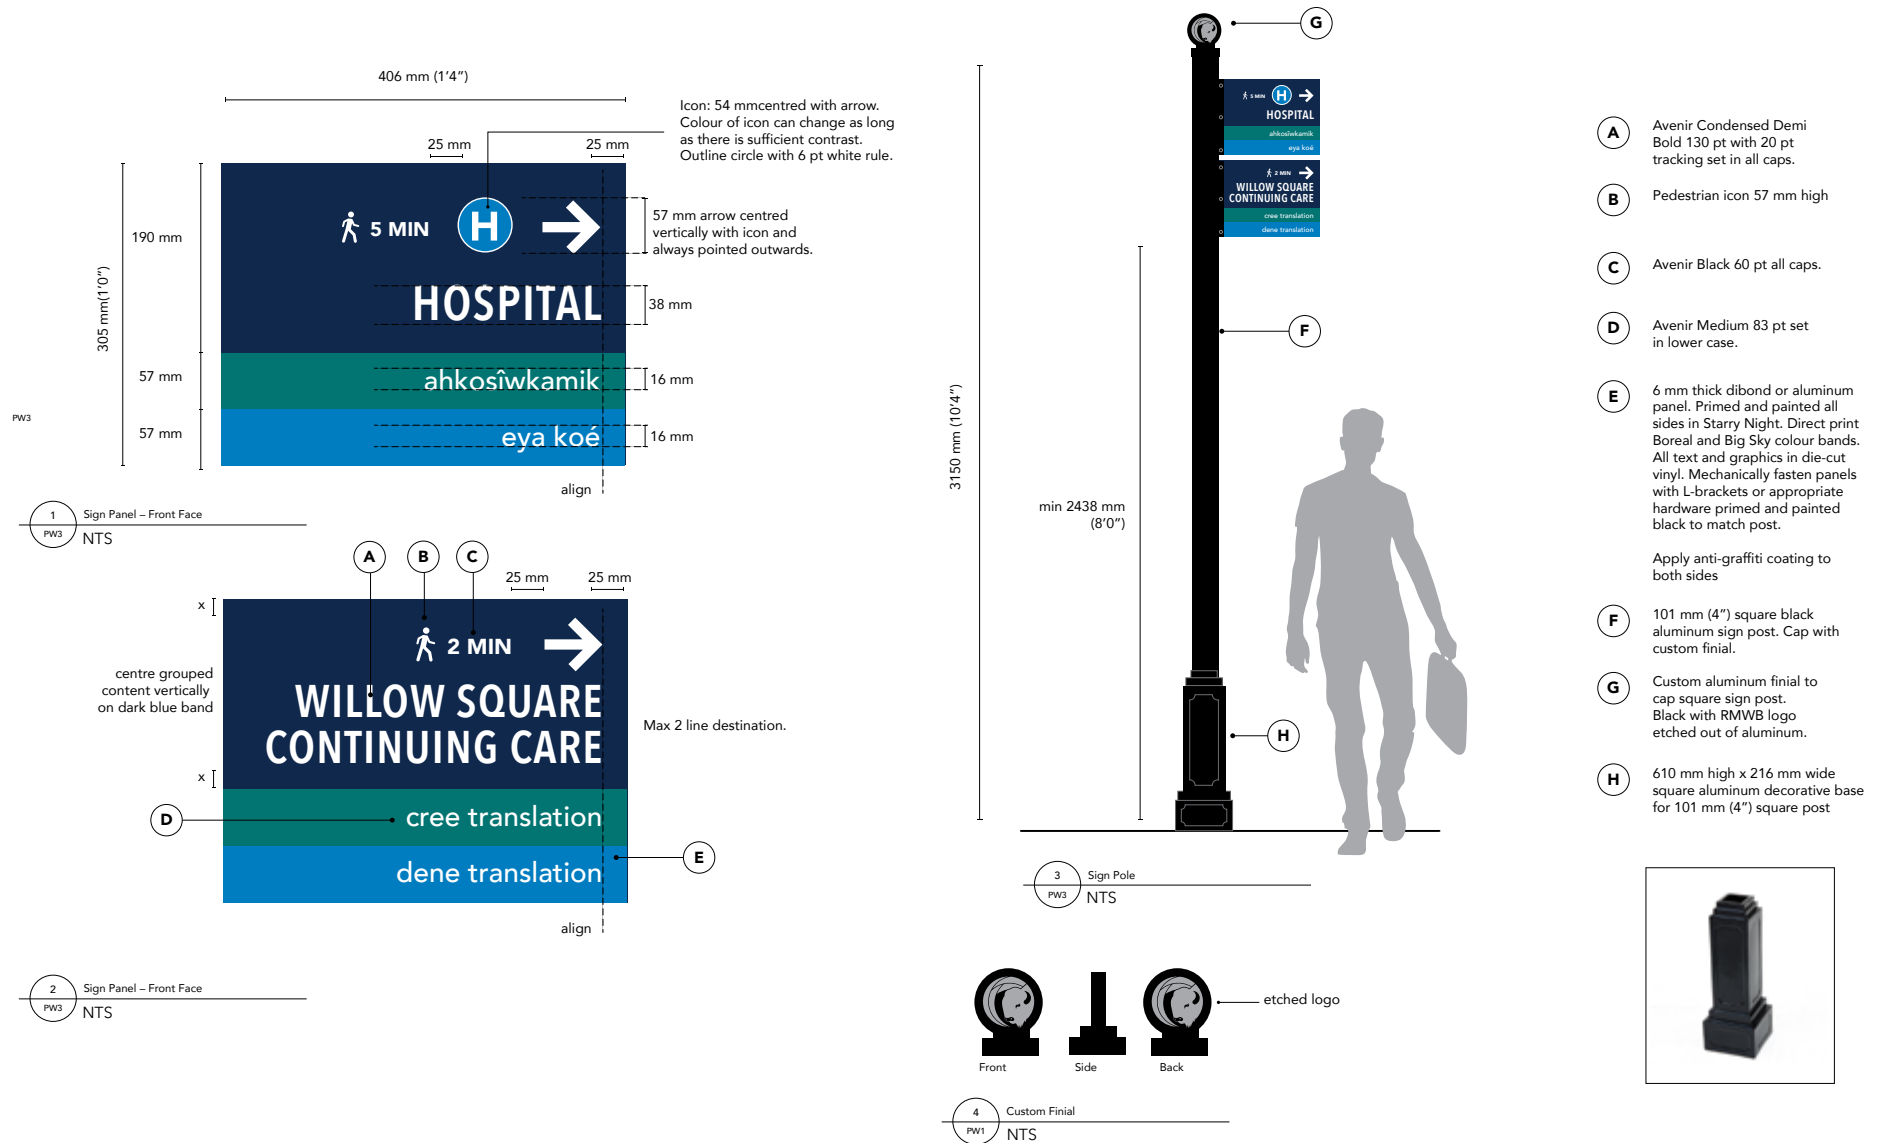 406 mm (1'4”)
Icon: 54 mmcentred with arrow.
Colour of icon can change as long
as there is sufficient contrast.
Outline circle with 6 pt white rule.
25 mm
25 mm
190 mm
305 mm(1'0”)
57 mm
57 mm
PW3
5 MIN
H
HOSPITAL
ahkosîwkamik
eya koé
57 mm arrow centred
vertically with icon and
always pointed outwards.
38 mm
16 mm
16 mm
align
1
PW3
Sign Panel – Front Face
NTS
A
B
C
25 mm
25 mm
x
centre grouped
content vertically
on dark blue band
x
2 MIN
WILLOW SQUARE
CONTINUING CARE
cree translation
dene translation
Max 2 line destination.
D
E
align
2
PW3
Sign Panel – Front Face
NTS
G
5 MIN
H
HOSPITAL
ahkosîwkamik
eya koé
2 MIN
WILLOW SQUARE
CONTINUING CARE
cree translation
dene translation
F
3150 mm (10'4”)
min 2438 mm
(8'0”)
H
3
PW3
Sign Pole
NTS
etched logo
Front
Side
Back
4
PW1
Custom Finial
NTS
A
Avenir Condensed Demi
Bold 130 pt with 20 pt
tracking set in all caps.
B
Pedestrian icon 57 mm high
C
Avenir Black 60 pt all caps.
D
Avenir Medium 83 pt set
in lower case.
E
6 mm thick dibond or aluminum
panel. Primed and painted all
sides in Starry Night. Direct print
Boreal and Big Sky colour bands.
All text and graphics in die-cut
vinyl. Mechanically fasten panels
with L-brackets or appropriate
hardware primed and painted
black to match post.
Apply anti-graffiti coating to
both sides
F
101 mm (4”) square black
aluminum sign post. Cap with
custom finial.
G
Custom aluminum finial to
cap square sign post.
Black with RMWB logo
etched out of aluminum.
H
610 mm high x 216 mm wide
square aluminum decorative base
for 101 mm (4”) square post